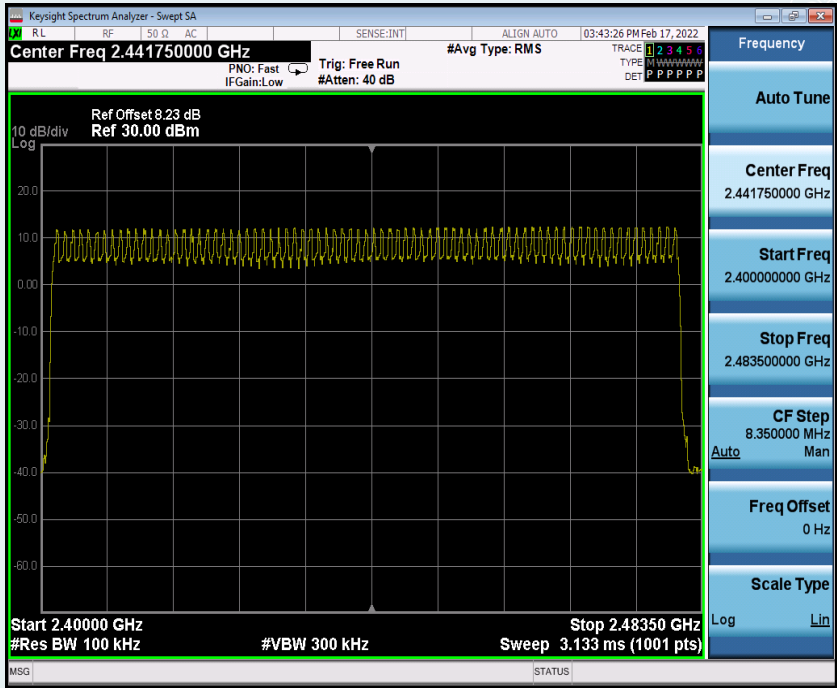 Keysight Spectrum Analyzer - Swept SA
LXI RL RF 50 Ω AC SENSE:INT ALIGN AUTO 03:43:26 PM Feb 17, 2022
Center Freq 2.441750000 GHz #Avg Type: RMS TRACE 1 2 3 4 5 6
PNO: Fast Trig: Free Run TYPE M WWWWW
IFGain:Low #Atten: 40 dB DET P P P P P P
Ref Offset 8.23 dB
10 dB/div Ref 30.00 dBm
Log
20.0
10.0
0.00
-10.0
-20.0
-30.0
-40.0
-50.0
-60.0
Start 2.40000 GHz Stop 2.48350 GHz
#Res BW 100 kHz #VBW 300 kHz Sweep 3.133 ms (1001 pts)
MSG STATUS
Frequency
Auto Tune
Center Freq
2.441750000 GHz
Start Freq
2.400000000 GHz
Stop Freq
2.483500000 GHz
CF Step
8.350000 MHz
Auto Man
Freq Offset
0 Hz
Scale Type
Log Lin